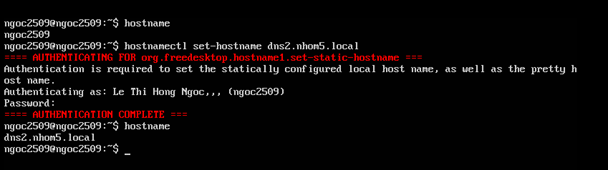 ngoc2509@ngoc2509:~$ hostname
ngoc2509
ngoc2509@ngoc2509:~$ hostnamectl set-hostname dns2.nhom5.local
==== AUTHENTICATING FOR org.freedesktop.hostname1.set-static-hostname ===
Authentication is required to set the statically configured local host name, as well as the pretty h
ost name.
Authenticating as: Le Thi Hong Ngoc,,, (ngoc2509)
Password:
==== AUTHENTICATION COMPLETE ===
ngoc2509@ngoc2509:~$ hostname
dns2.nhom5.local
ngoc2509@ngoc2509:~$ _